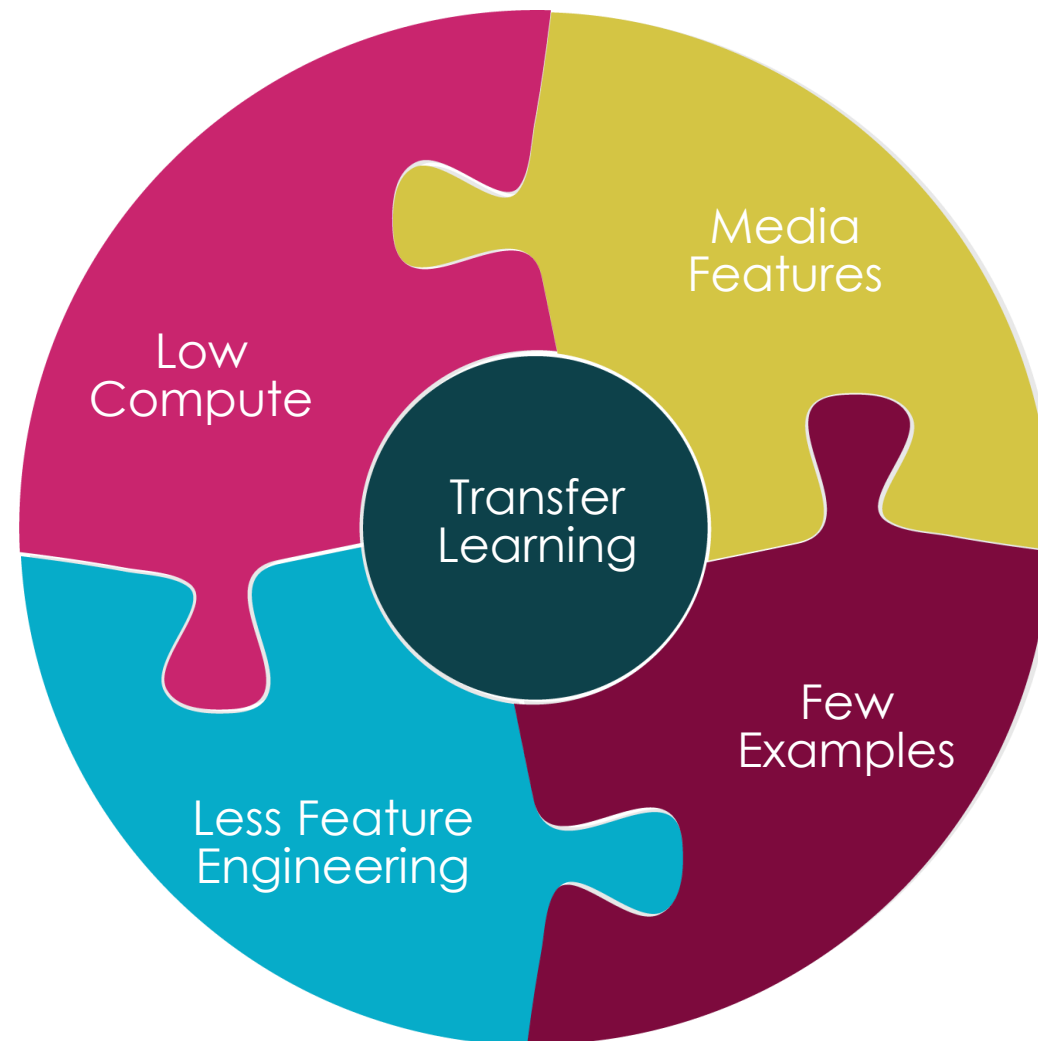 Media
Features
Low
Compute
Transfer
Learning
Few
Examples
Less Feature
Engineering